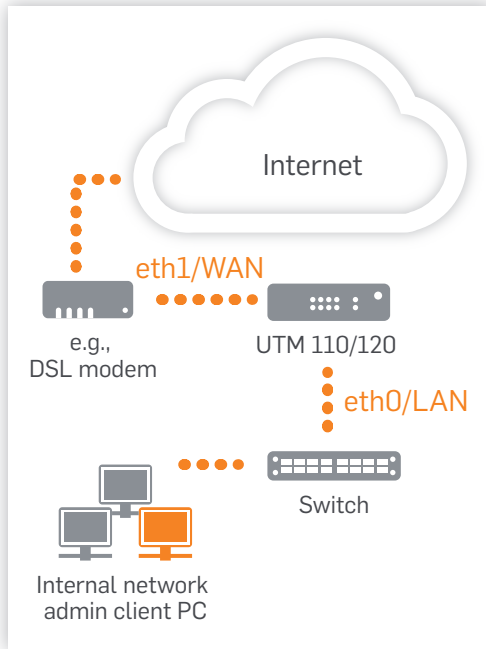 Internet
eth1/WAN
e.g.,
DSL modem
UTM 110/120
eth0/LAN
Switch
Internal network
admin client PC